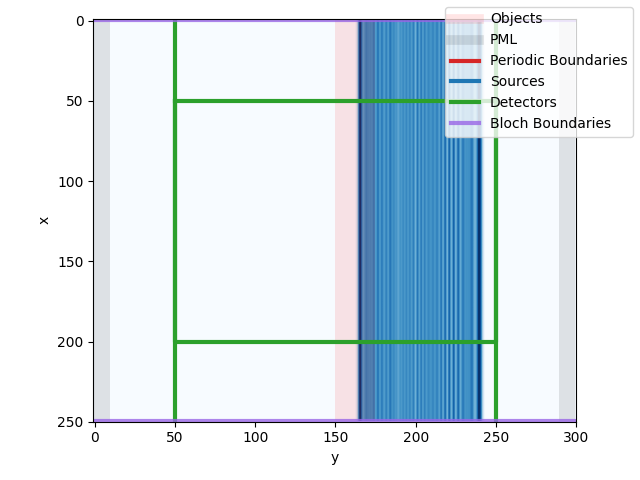 Objects
PML
Periodic Boundaries
Sources
Detectors
Bloch Boundaries
0
50
100
150
200
250
x
0
50
100
150
200
250
300
y